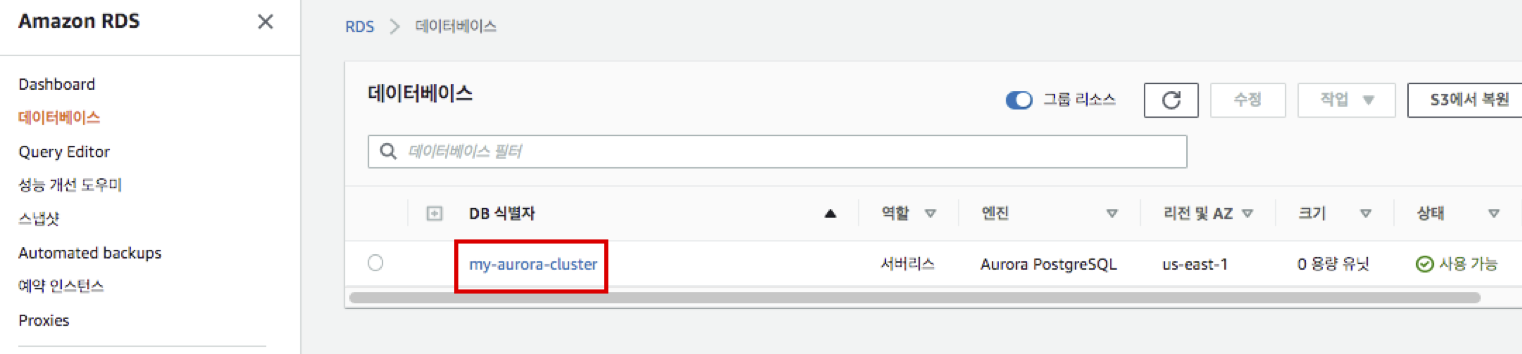 Amazon RDS
Dashboard
데이터베이스
Query Editor
성능 개선 도우미
스냅샷
Automated backups
예약 인스턴스
Proxies
RDS 데이터베이스
데이터베이스
그룹 리소스 수정 작업 S3에서 복원
데이터베이스 필터
DB 식별자 역할 엔진 리전 및 AZ 크기 상태
my-aurora-cluster 서버리스 Aurora PostgreSQL us-east-1 0 용량 유닛 사용 가능